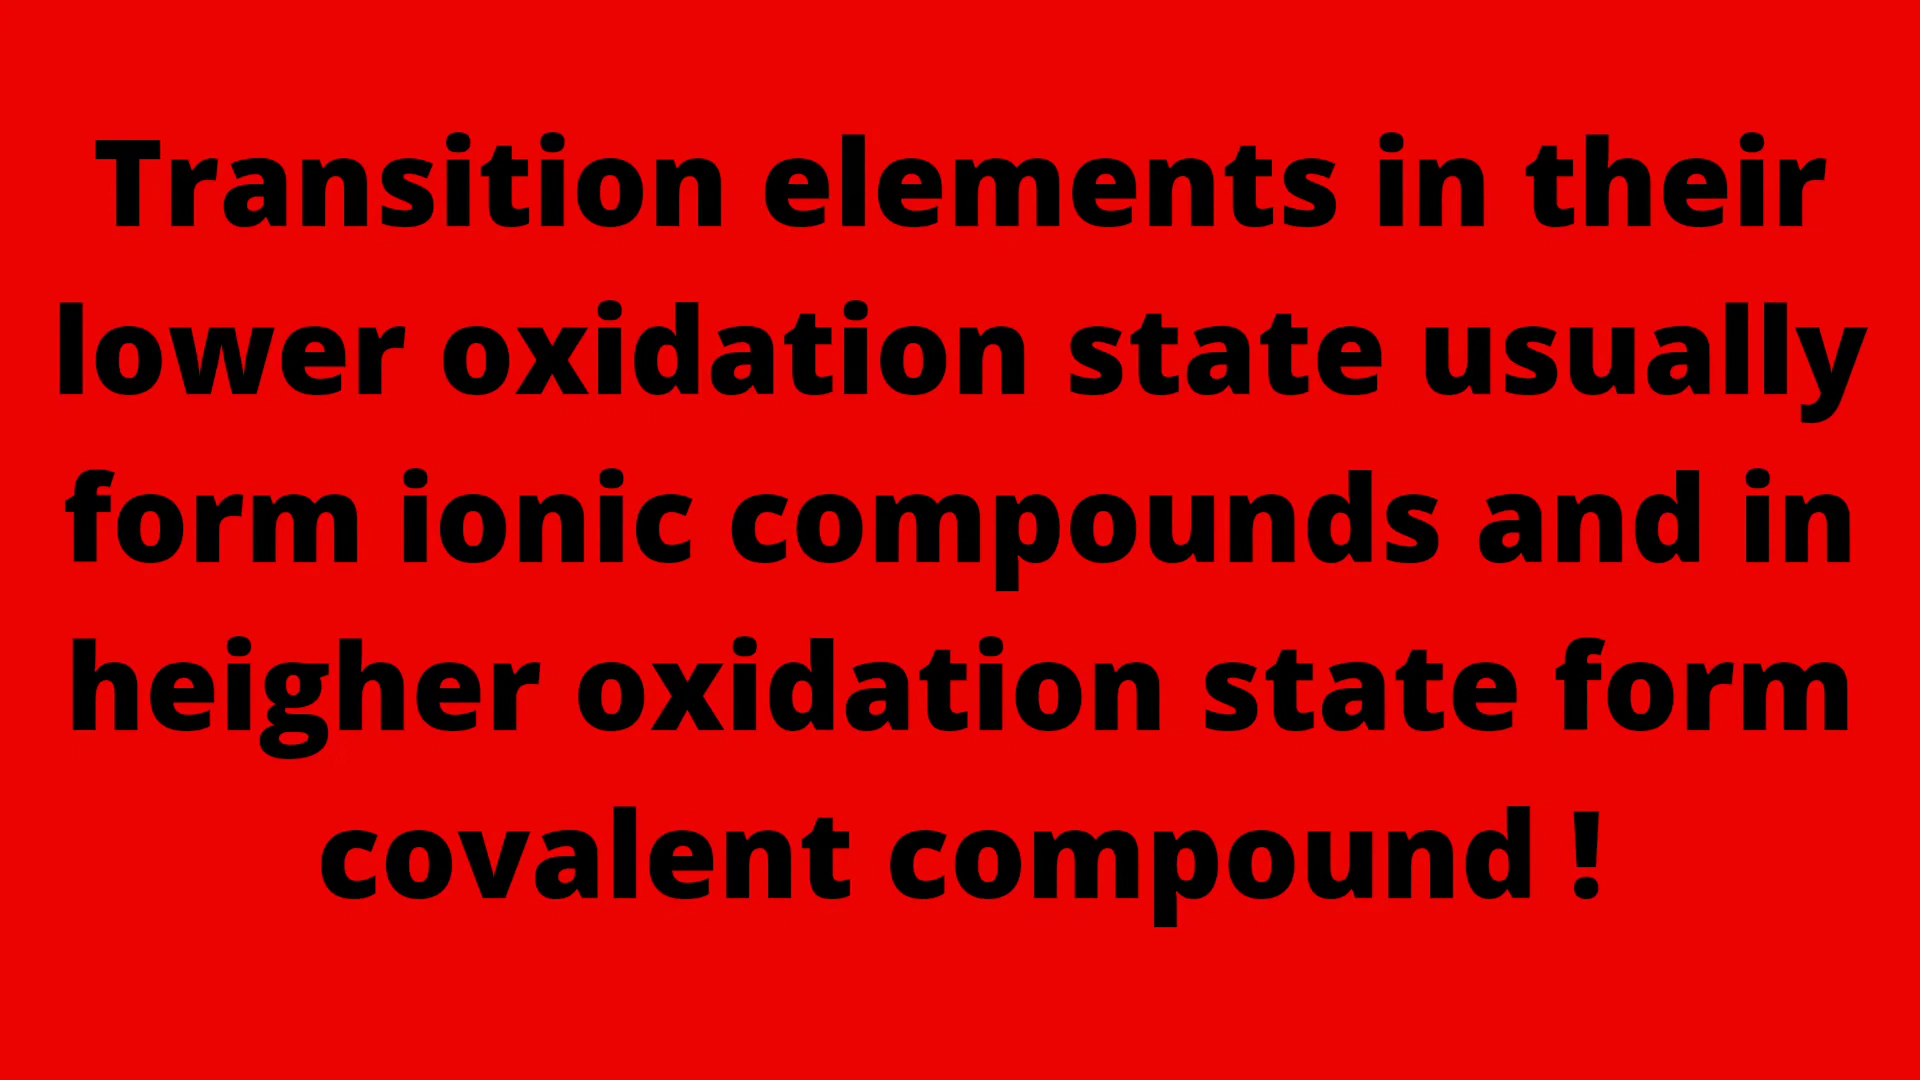 Transition elements in their
lower oxidation state usually
form ionic compounds and in
heigher oxidation state form
covalent compound !